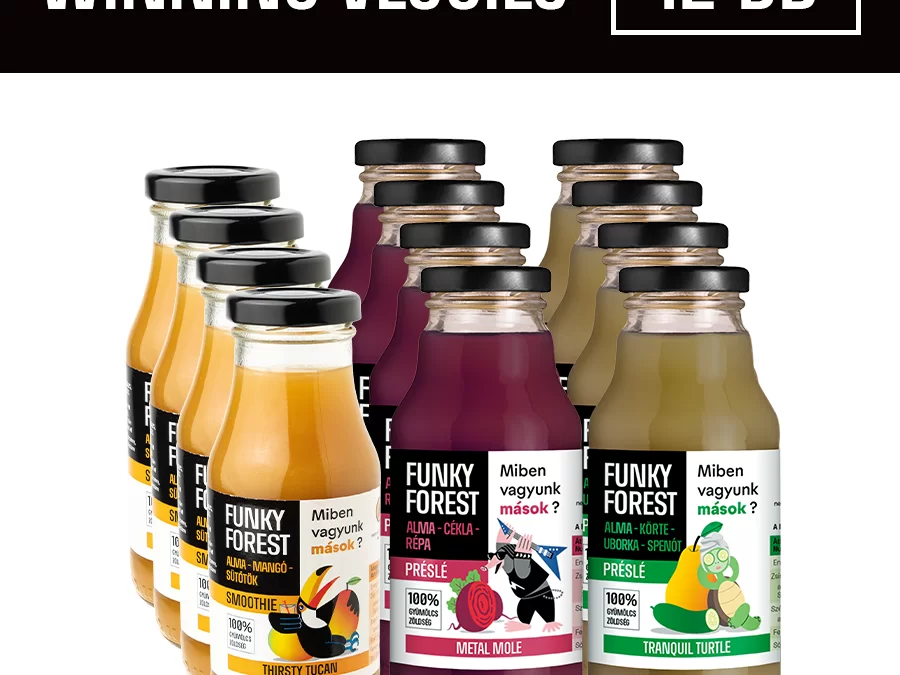 WINNING VEGGIES
12 DB
FUNKY
FOREST
ALMA - MANGÓ -
SÜTŐTÖK
SMOOTHIE
100%
GYÜMÖLCS
ZÖLDSÉG
Miben
vagyunk
mások ?
THIRSTY TUCAN
FUNKY
FOREST
ALMA - CÉKLA -
RÉPA
PRÉSLÉ
100%
GYÜMÖLCS
ZÖLDSÉG
Miben
vagyunk
mások ?
METAL MOLE
FUNKY
FOREST
ALMA - KÖRTE -
UBORKA - SPENÓT
PRÉSLÉ
100%
GYÜMÖLCS
ZÖLDSÉG
Miben
vagyunk
mások ?
TRANQUIL TURTLE